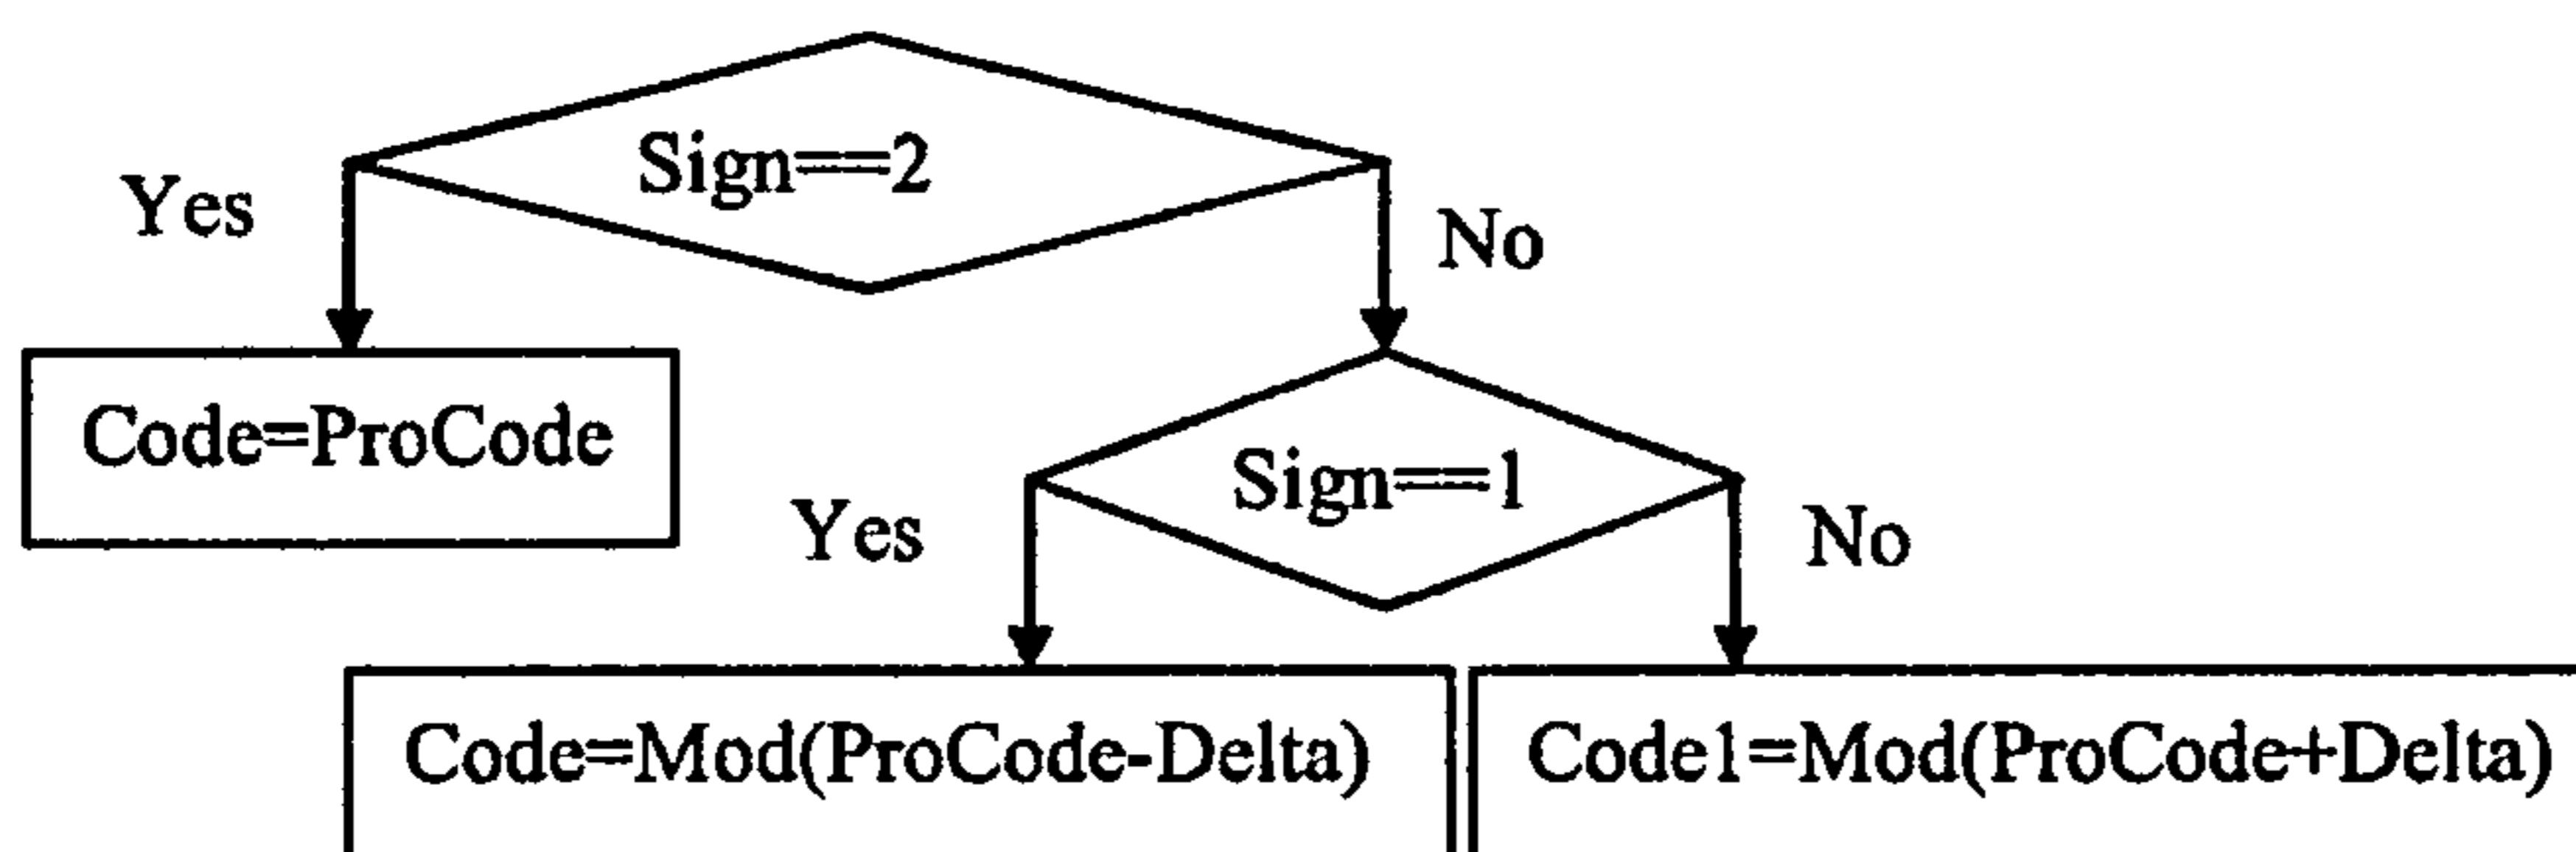 Sign==2
Yes
No
Code=ProCode
Sign==1
Yes
No
Code=Mod(ProCode-Delta)
Code1=Mod(ProCode+Delta)